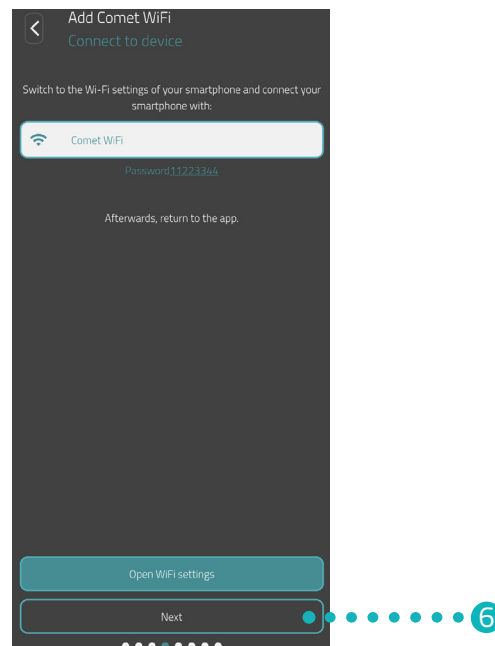 Add Comet WiFi
Connect to device
Switch to the Wi-Fi settings of your smartphone and connect your
smartphone with:
Comet WiFi
Password11223344
Afterwards, return to the app.
Open WiFi settings
Next
6